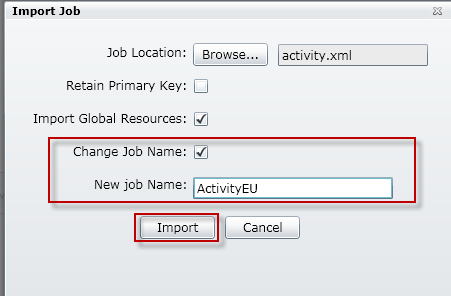 Import Job
Job Location: Browse... activity.xml
Retain Primary Key:
Import Global Resources:
Change Job Name:
New job Name: ActivityEU
Import Cancel